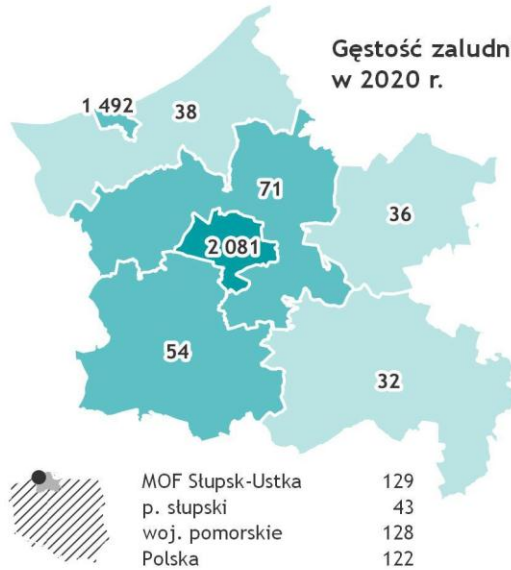 Gęstość zaludn
w 2020 r.
1 492
38
71
36
2 081
54
32
MOF Słupsk-Ustka 129
p. słupski 43
woj. pomorskie 128
Polska 122